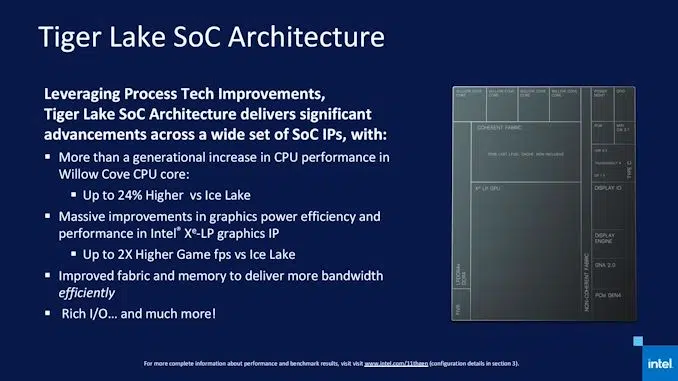 Tiger Lake SoC Architecture
Leveraging Process Tech Improvements,
Tiger Lake SoC Architecture delivers significant
advancements across a wide set of SoC IPs, with:
▪ More than a generational increase in CPU performance in
Willow Cove CPU core:
▪ Up to 24% Higher vs Ice Lake
▪ Massive improvements in graphics power efficiency and
performance in Intel® Xᵉ-LP graphics IP
▪ Up to 2X Higher Game fps vs Ice Lake
▪ Improved fabric and memory to deliver more bandwidth
efficiently
▪ Rich I/O… and much more!
WILLOW COVE CORE
WILLOW COVE CORE
WILLOW COVE CORE
WILLOW COVE CORE
POWER MGMT
COHERENT FABRIC
Xᵉ LP GPU
TYPE C
DISPLAY IO
DISPLAY ENGINE
GNA 2.0
PCIe GEN4
NON-COHERENT FABRIC
FIVR
For more complete information about performance and benchmark results, visit visit www.intel.com/11thgen (configuration details in section 3).
intel.